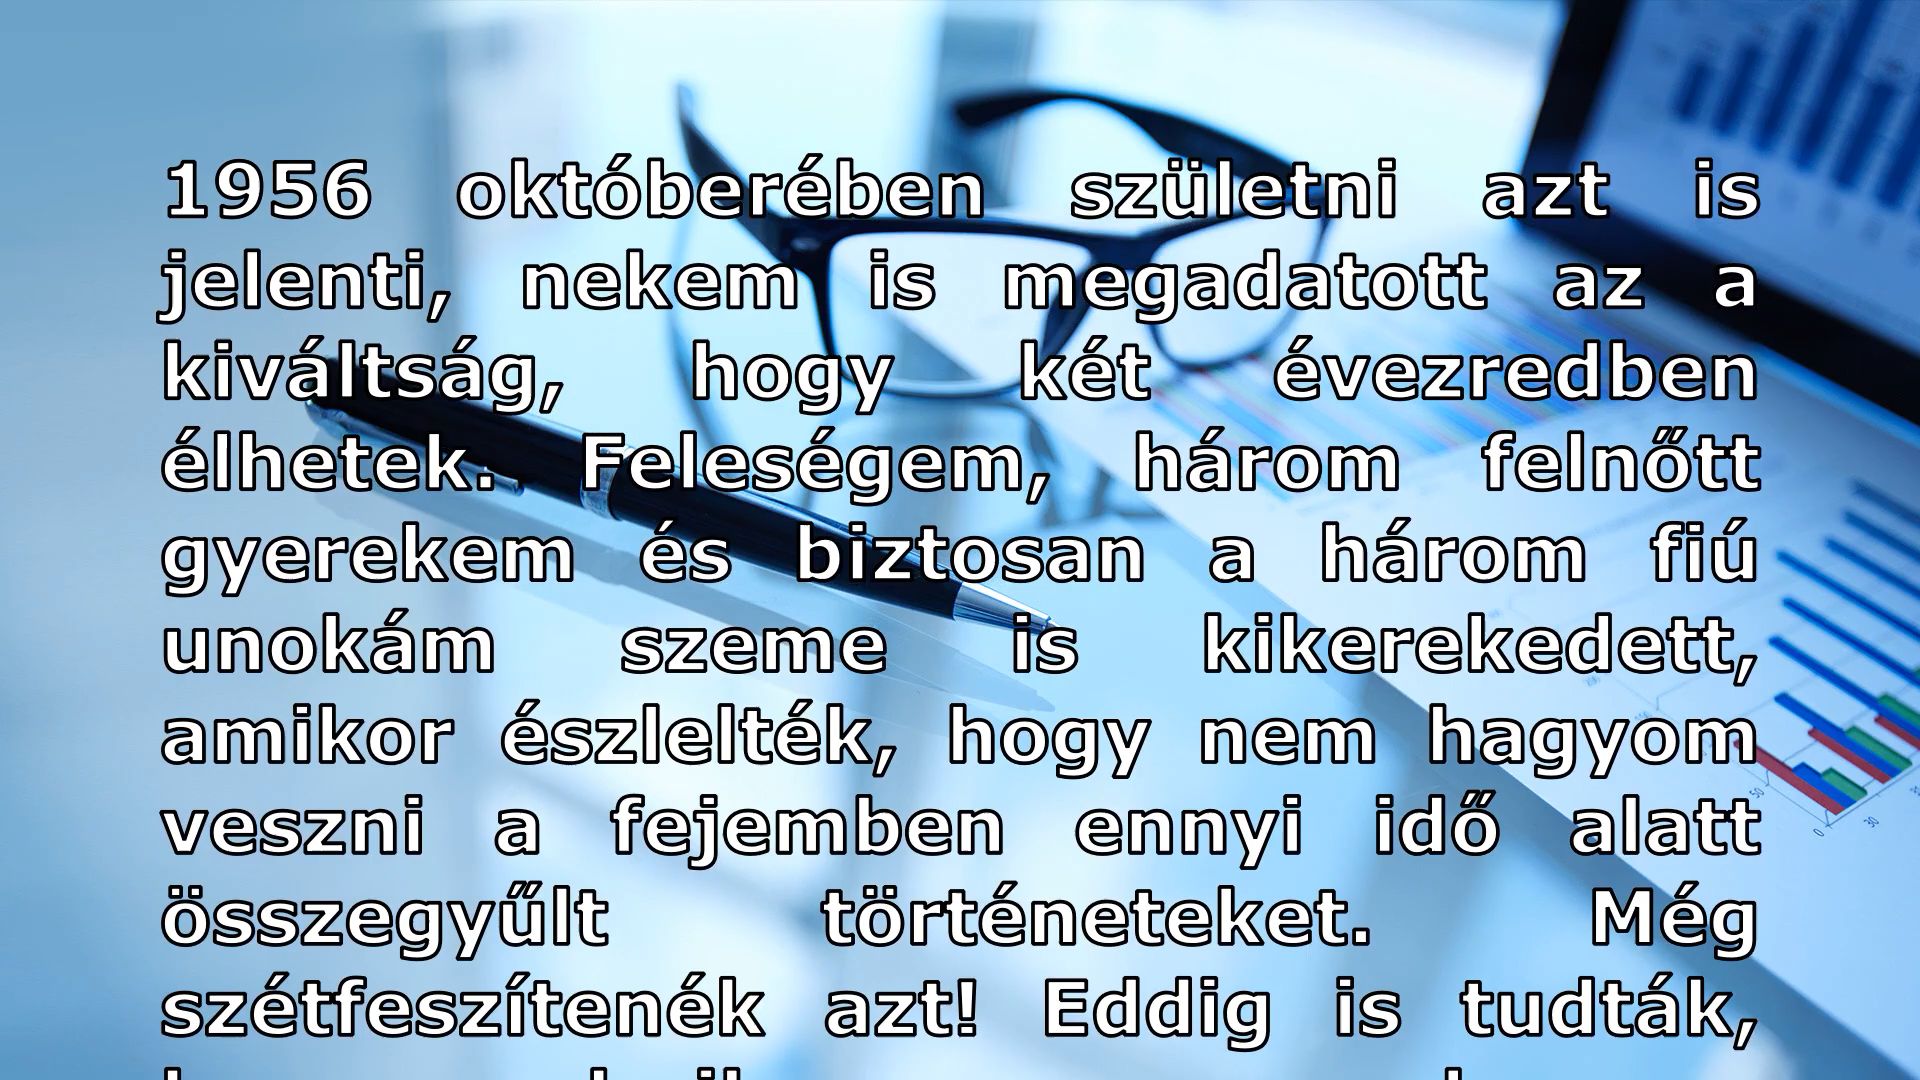 1956 októberében születni azt is
jelenti, nekem is megadatott az a
kiváltság, hogy két évezredben
élhetek. Feleségem, három felnőtt
gyerekem és biztosan a három fiú
unokám szeme is kikerekedett,
amikor észlelték, hogy nem hagyom
veszni a fejemben ennyi idő alatt
összegyűlt történeteket. Még
szétfeszítenék azt! Eddig is tudták,